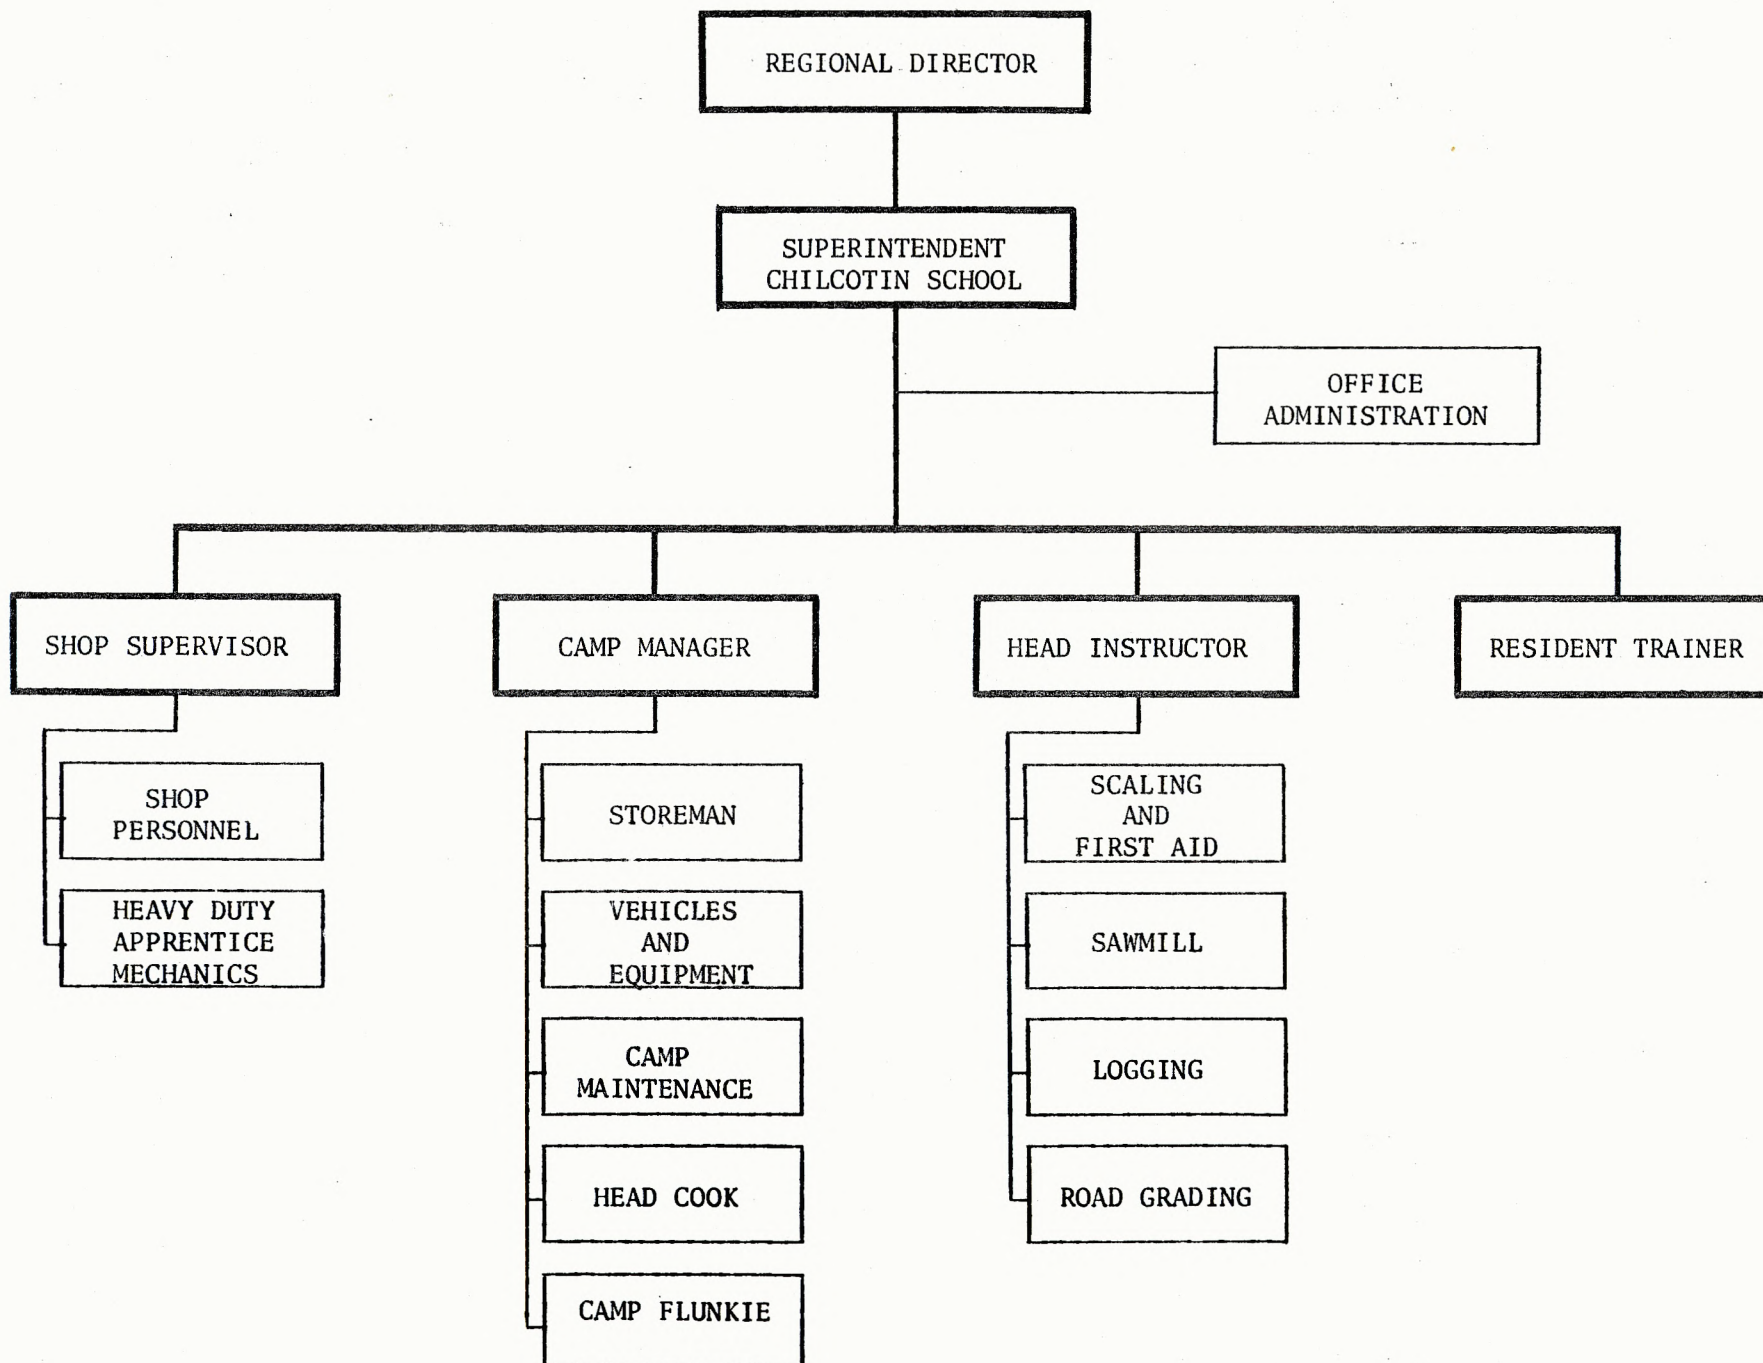 REGIONAL DIRECTOR
SUPERINTENDENT
CHILCOTIN SCHOOL
OFFICE
ADMINISTRATION
SHOP SUPERVISOR
CAMP MANAGER
HEAD INSTRUCTOR
RESIDENT TRAINER
SHOP
PERSONNEL
HEAVY DUTY
APPRENTICE
MECHANICS
STOREMAN
VEHICLES
AND
EQUIPMENT
CAMP
MAINTENANCE
HEAD COOK
CAMP FLUNKIE
SCALING
AND
FIRST AID
SAWMILL
LOGGING
ROAD GRADING